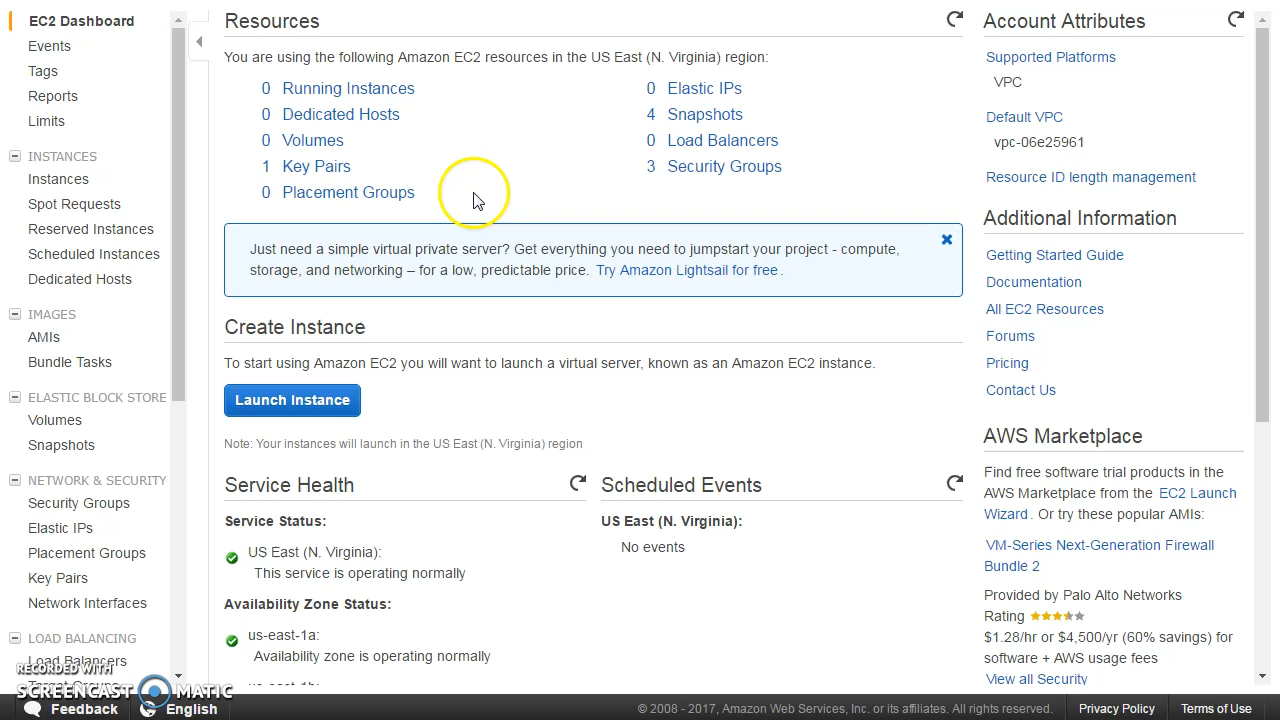 EC2 Dashboard
Events
Tags
Reports
Limits
INSTANCES
Instances
Spot Requests
Reserved Instances
Scheduled Instances
Dedicated Hosts
IMAGES
AMIs
Bundle Tasks
ELASTIC BLOCK STORE
Volumes
Snapshots
NETWORK & SECURITY
Security Groups
Elastic IPs
Placement Groups
Key Pairs
Network Interfaces
LOAD BALANCING
Load Balancers
Target Groups
Resources
You are using the following Amazon EC2 resources in the US East (N. Virginia) region:
0 Running Instances
0 Elastic IPs
0 Dedicated Hosts
4 Snapshots
0 Volumes
0 Load Balancers
1 Key Pairs
3 Security Groups
0 Placement Groups
Just need a simple virtual private server? Get everything you need to jumpstart your project - compute,
storage, and networking – for a low, predictable price. Try Amazon Lightsail for free.
Create Instance
To start using Amazon EC2 you will want to launch a virtual server, known as an Amazon EC2 instance.
Launch Instance
Note: Your instances will launch in the US East (N. Virginia) region
Service Health
Service Status:
US East (N. Virginia):
This service is operating normally
Availability Zone Status:
us-east-1a:
Availability zone is operating normally
Scheduled Events
US East (N. Virginia):
No events
Account Attributes
Supported Platforms
VPC
Default VPC
vpc-06e25961
Resource ID length management
Additional Information
Getting Started Guide
Documentation
All EC2 Resources
Forums
Pricing
Contact Us
AWS Marketplace
Find free software trial products in the
AWS Marketplace from the EC2 Launch
Wizard. Or try these popular AMIs:
VM-Series Next-Generation Firewall
Bundle 2
Provided by Palo Alto Networks
Rating
$1.28/hr or $4,500/yr (60% savings) for
software + AWS usage fees
View all Security
RECORDED WITH
SCREENCAST MATIC
Feedback
English
© 2008 - 2017, Amazon Web Services, Inc. or its affiliates. All rights reserved.
Privacy Policy
Terms of Use